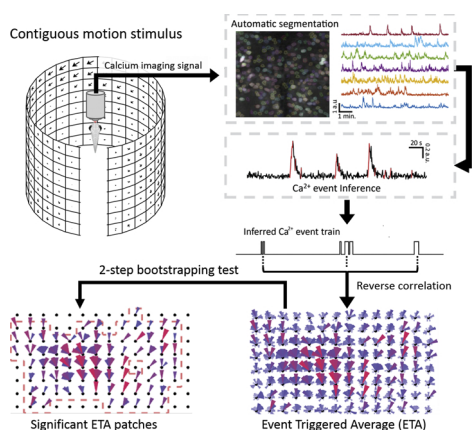 Contiguous motion stimulus
Calcium imaging signal
Automatic segmentation
1 a.u.
1 min.
20 s
0.2 a.u.
Ca²⁺ event Inference
Inferred Ca²⁺ event train
2-step bootstrapping test
Reverse correlation
Significant ETA patches
Event Triggered Average (ETA)